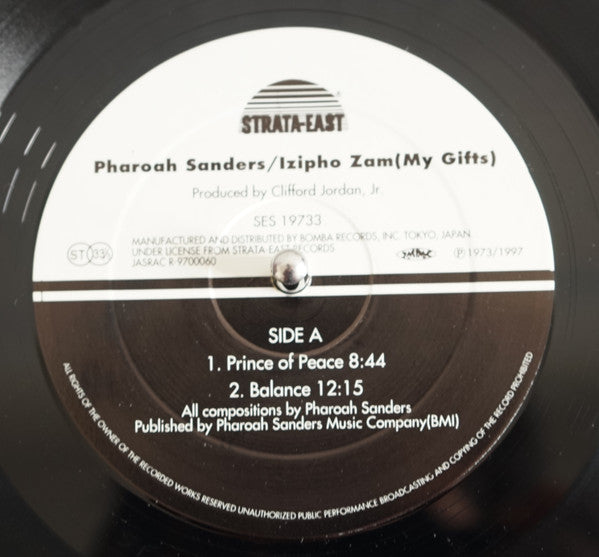 STRATA-EAST
Pharoah Sanders/Izipho Zam(My Gifts)
Produced by Clifford Jordan, Jr.
SES 19733
MANUFACTURED AND DISTRIBUTED BY BOMBA RECORDS, INC. TOKYO, JAPAN
UNDER LICENSE FROM STRATA-EAST RECORDS
JASRAC R-9700060
ST 33⅓
Ⓟ1973/1997
SIDE A
1. Prince of Peace 8:44
2. Balance 12:15
All compositions by Pharoah Sanders
Published by Pharoah Sanders Music Company(BMI)
ALL RIGHTS OF THE OWNER OF THE RECORDED WORKS RESERVED UNAUTHORIZED PUBLIC PERFORMANCE BROADCASTING AND COPYING OF THE RECORD PROHIBITED